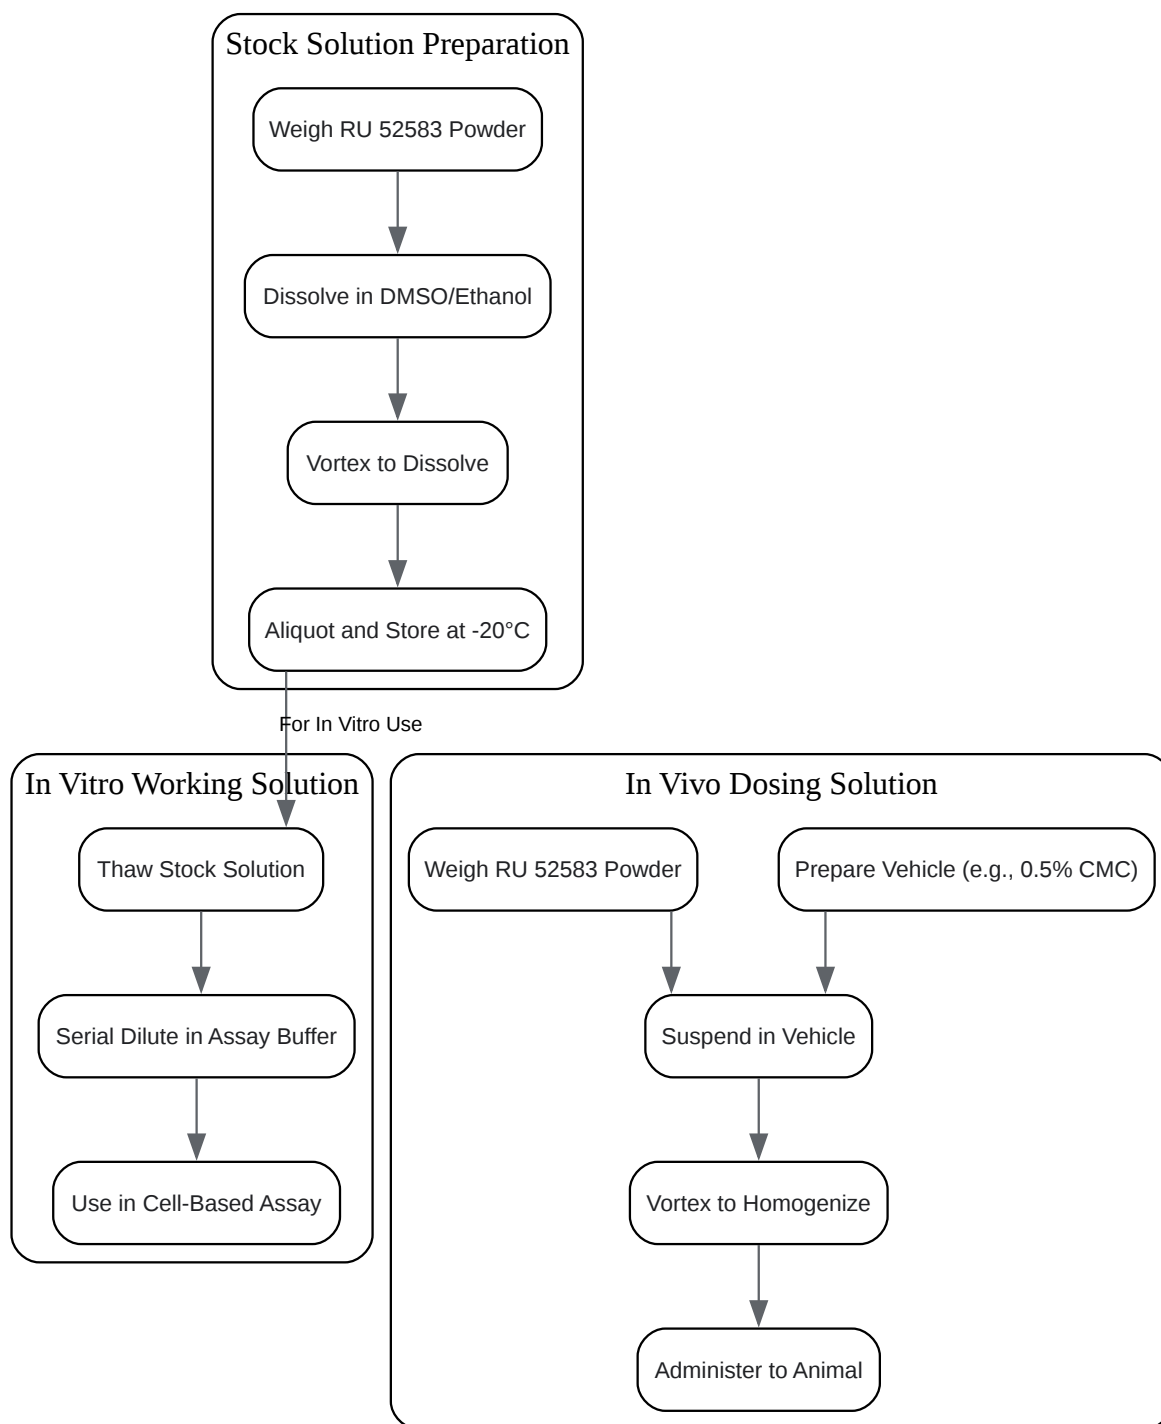 Stock Solution Preparation
Weigh RU 52583 Powder
Dissolve in DMSO/Ethanol
Vortex to Dissolve
Aliquot and Store at -20°C
For In Vitro Use
In Vitro Working Solution
Thaw Stock Solution
Serial Dilute in Assay Buffer
Use in Cell-Based Assay
In Vivo Dosing Solution
Weigh RU 52583 Powder
Prepare Vehicle (e.g., 0.5% CMC)
Suspend in Vehicle
Vortex to Homogenize
Administer to Animal